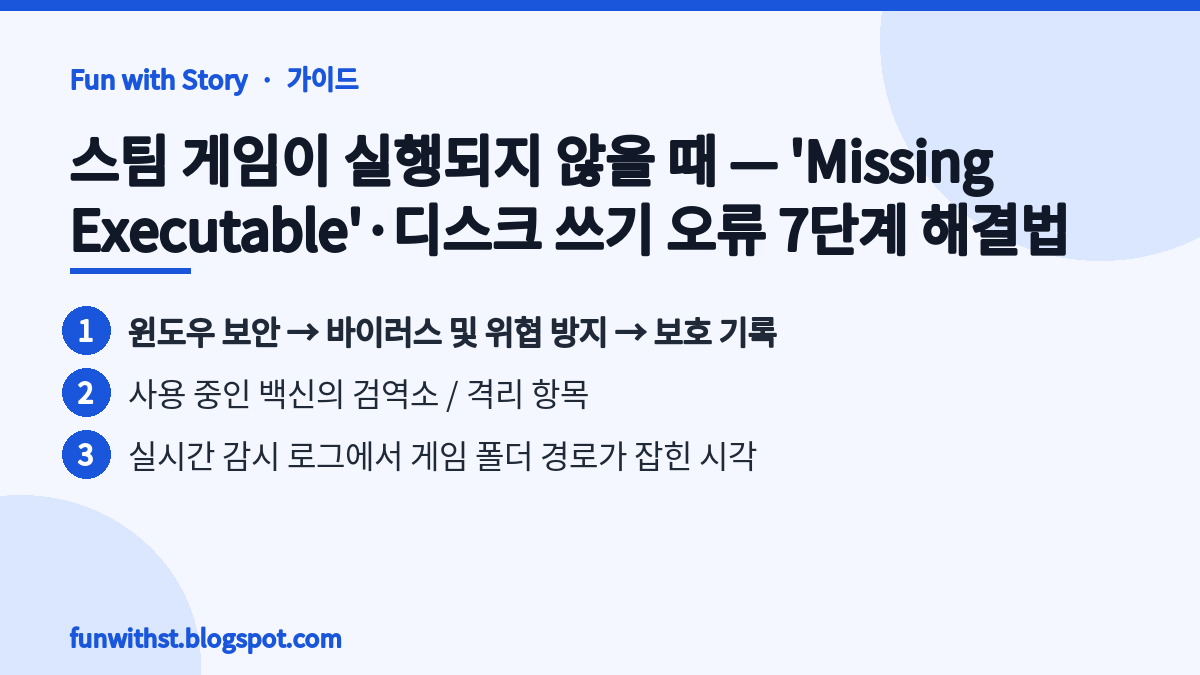 Fun with Story · 가이드
스팀 게임이 실행되지 않을 때 — 'Missing
Executable'·디스크 쓰기 오류 7단계 해결법
1 윈도우 보안 → 바이러스 및 위협 방지 → 보호 기록
2 사용 중인 백신의 검역소 / 격리 항목
3 실시간 감시 로그에서 게임 폴더 경로가 잡힌 시각
funwithst.blogspot.com